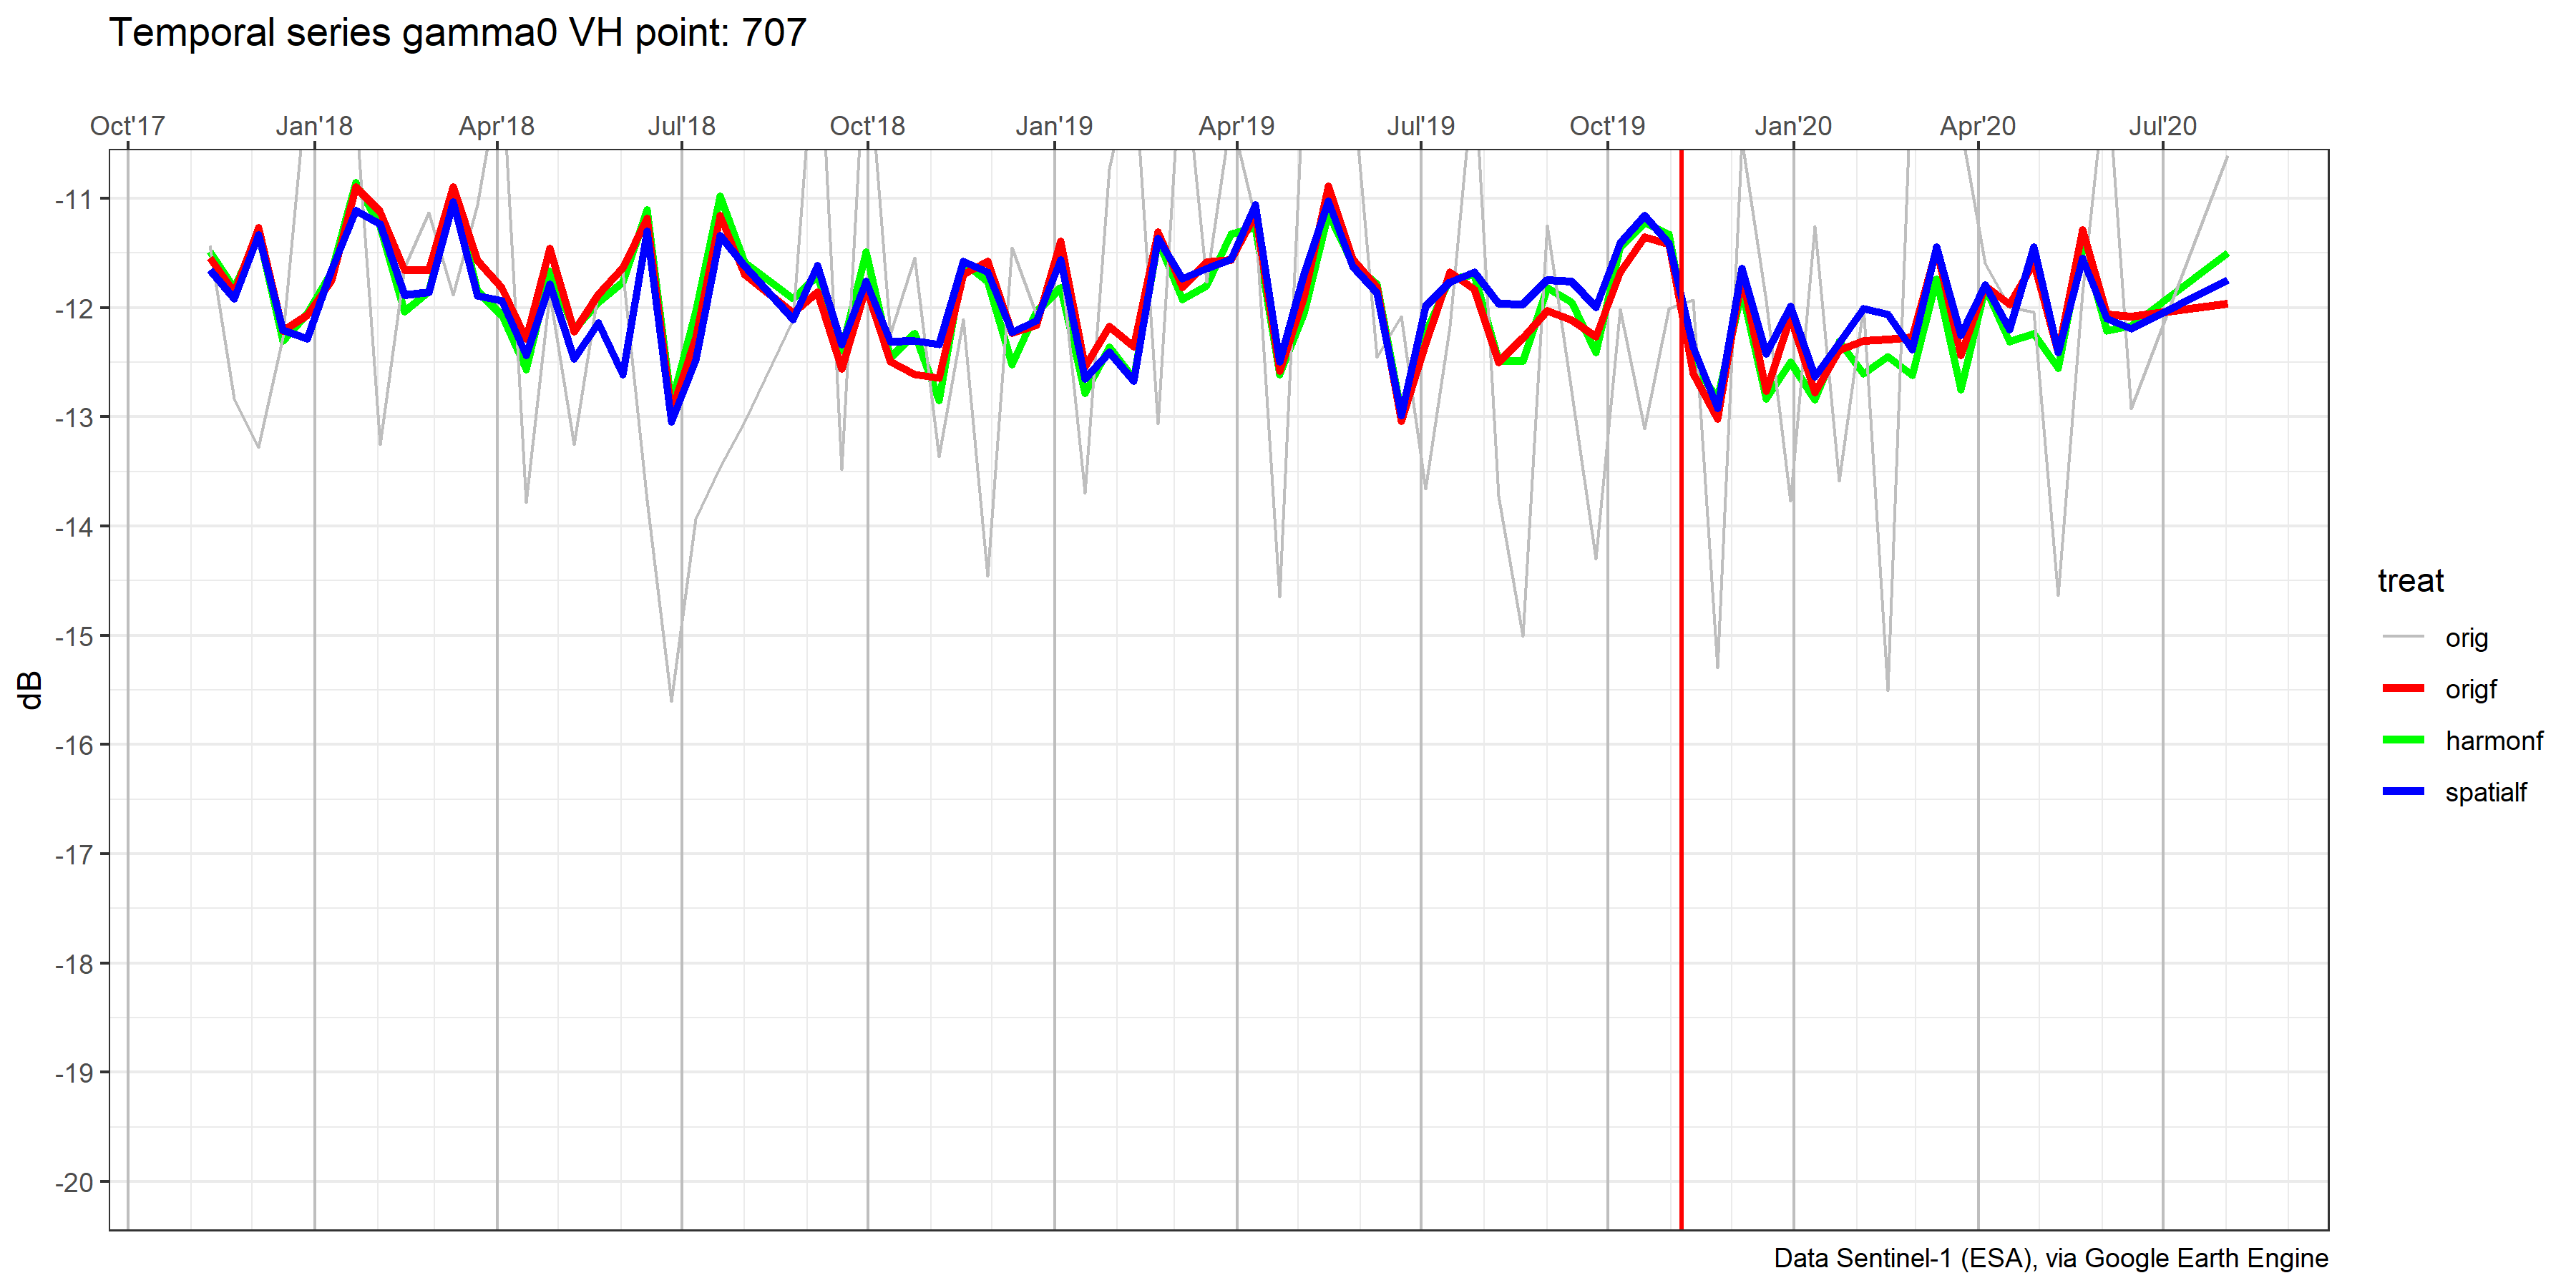 Temporal series gamma0 VH point: 707
Oct'17 Jan'18 Apr'18 Jul'18 Oct'18 Jan'19 Apr'19 Jul'19 Oct'19 Jan'20 Apr'20 Jul'20
-11
-12
-13
-14
-15
-16
-17
-18
-19
-20
dB
treat
orig
origf
harmonf
spatialf
Data Sentinel-1 (ESA), via Google Earth Engine